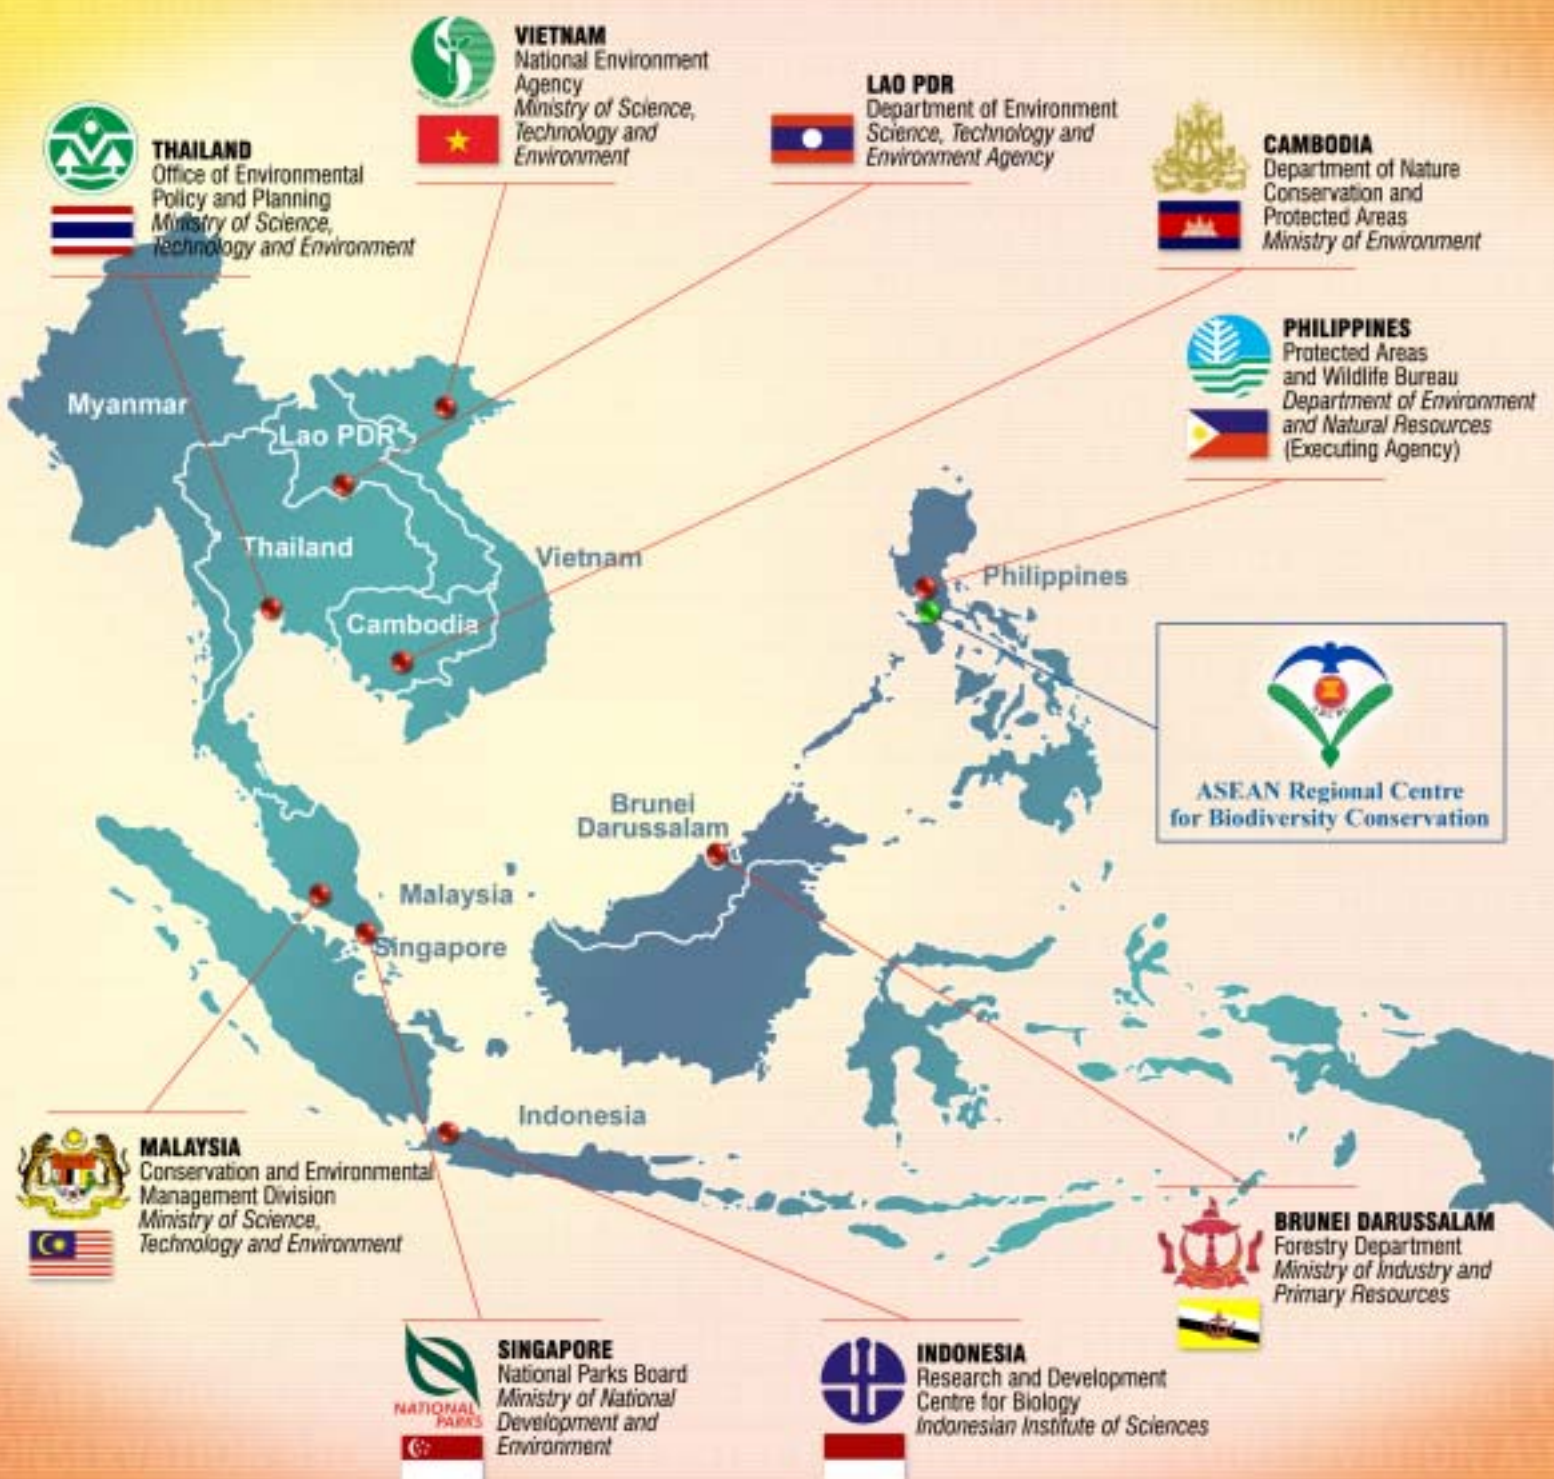 VIETNAM
National Environment
Agency
Ministry of Science,
Technology and
Environment
LAO PDR
Department of Environment
Science, Technology and
Environment Agency
CAMBODIA
Department of Nature
Conservation and
Protected Areas
Ministry of Environment
THAILAND
Office of Environmental
Policy and Planning
Ministry of Science,
Technology and Environment
PHILIPPINES
Protected Areas
and Wildlife Bureau
Department of Environment
and Natural Resources
(Executing Agency)
Myanmar
Lao PDR
Thailand
Vietnam
Cambodia
Philippines
ASEAN Regional Centre
for Biodiversity Conservation
Brunei
Darussalam
Malaysia
Singapore
Indonesia
MALAYSIA
Conservation and Environmental
Management Division
Ministry of Science,
Technology and Environment
BRUNEI DARUSSALAM
Forestry Department
Ministry of Industry and
Primary Resources
SINGAPORE
National Parks Board
Ministry of National
Development and
Environment
NATIONAL
PARKS
INDONESIA
Research and Development
Centre for Biology
Indonesian Institute of Sciences